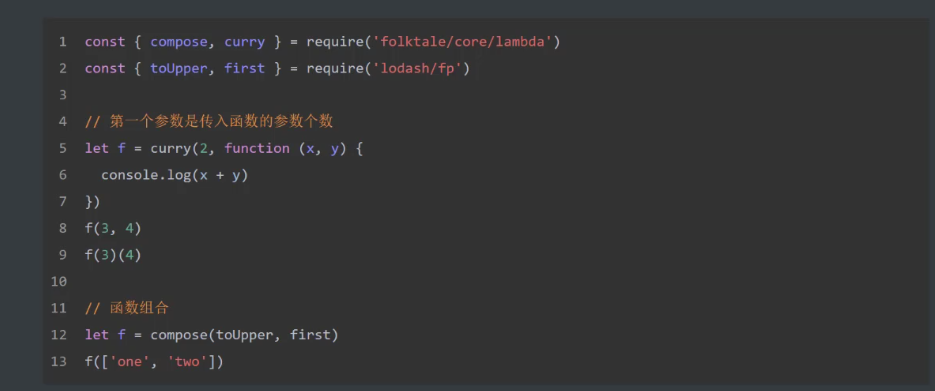 1 const { compose, curry } = require('folktale/core/lambda')
2 const { toUpper, first } = require('lodash/fp')
3
4 // 第一个参数是传入函数的参数个数
5 let f = curry(2, function (x, y) {
6   console.log(x + y)
7 })
8 f(3, 4)
9 f(3)(4)
10
11 // 函数组合
12 let f = compose(toUpper, first)
13 f(['one', 'two'])